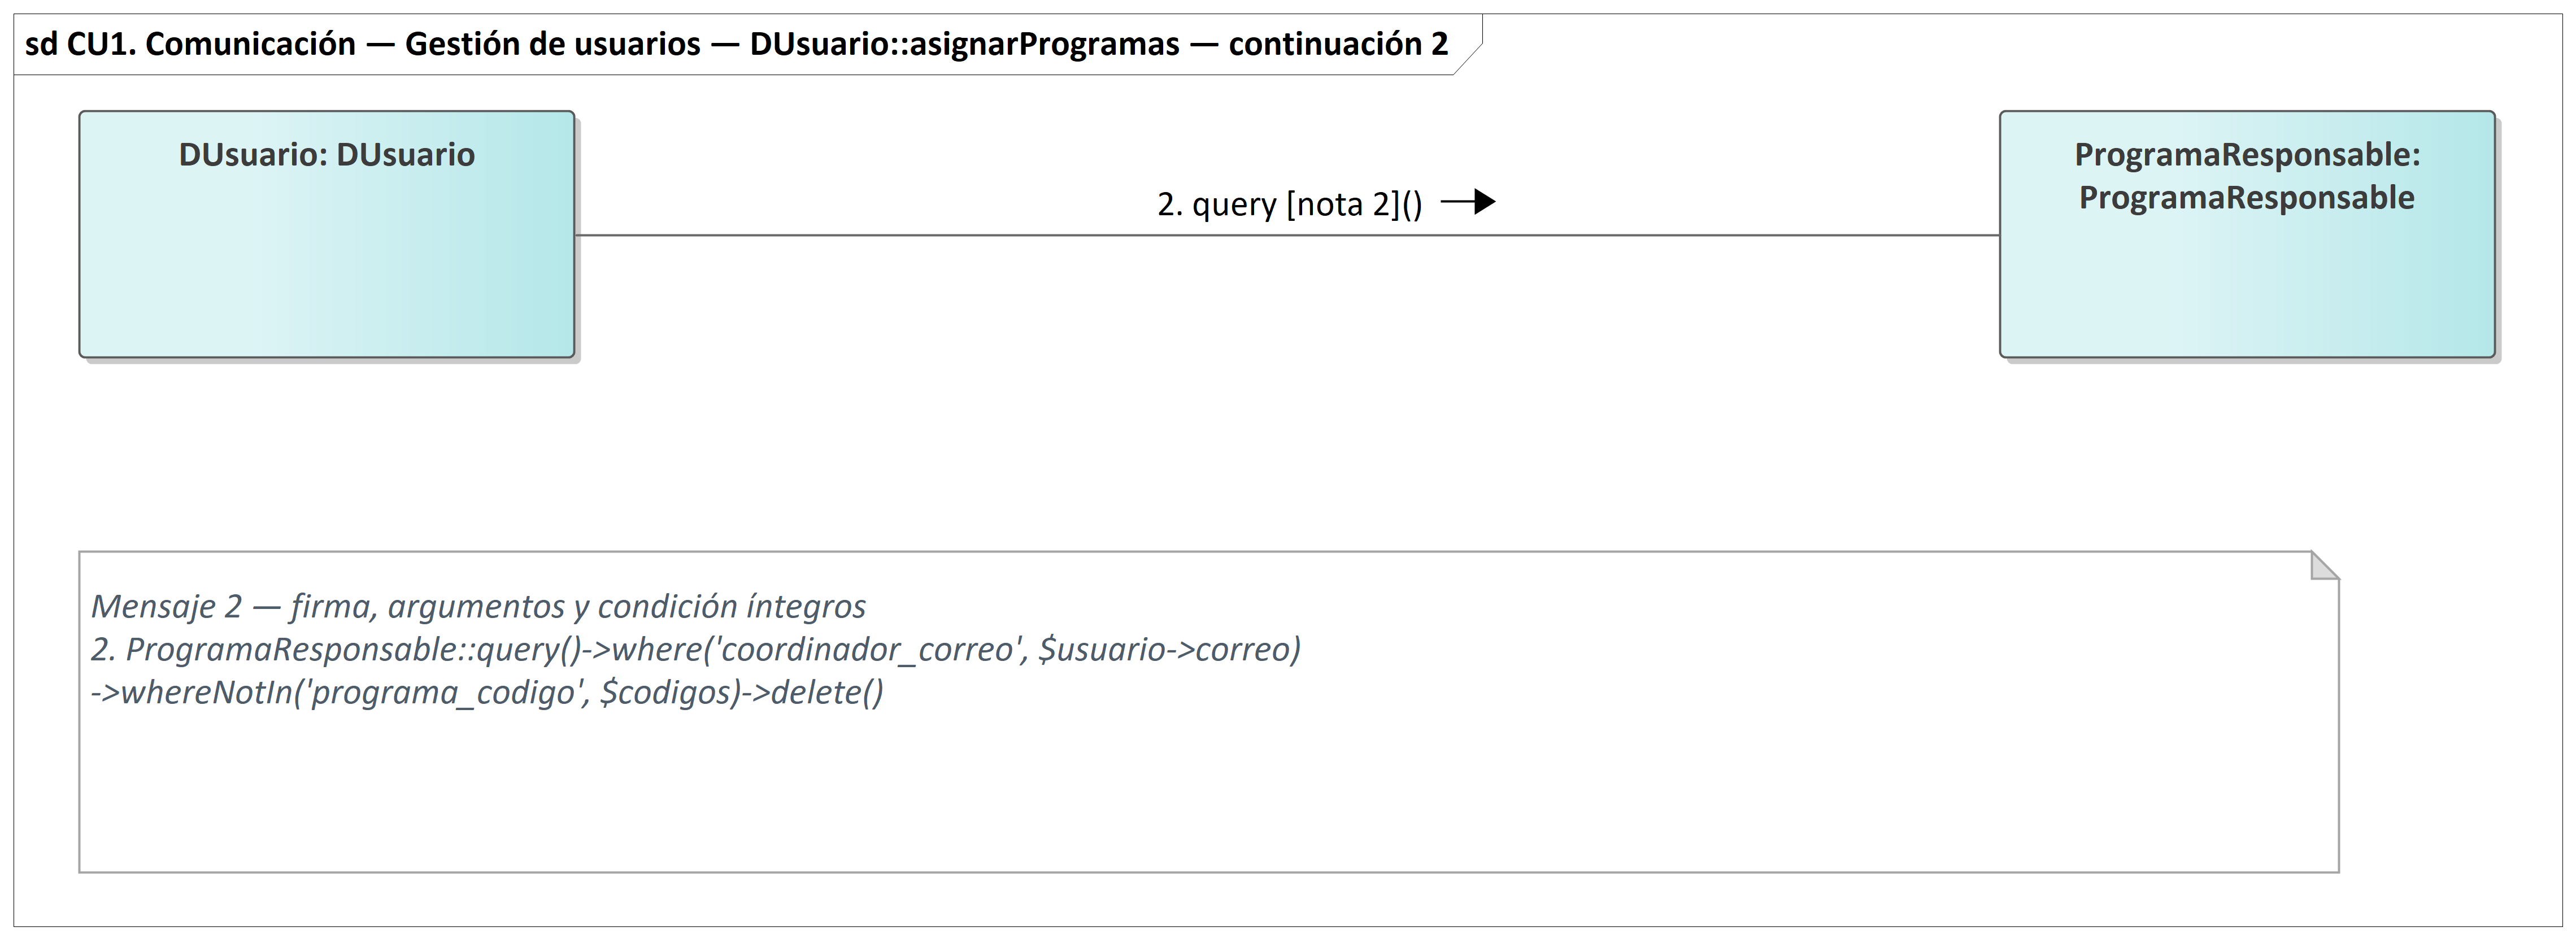 sd CU1. Comunicación — Gestión de usuarios — DUsuario::asignarProgramas — continuación 2
DUsuario: DUsuario
ProgramaResponsable:
ProgramaResponsable
2. query [nota 2]()
Mensaje 2 — firma, argumentos y condición íntegros
2. ProgramaResponsable::query()->where('coordinador_correo', $usuario->correo)
->whereNotIn('programa_codigo', $codigos)->delete()